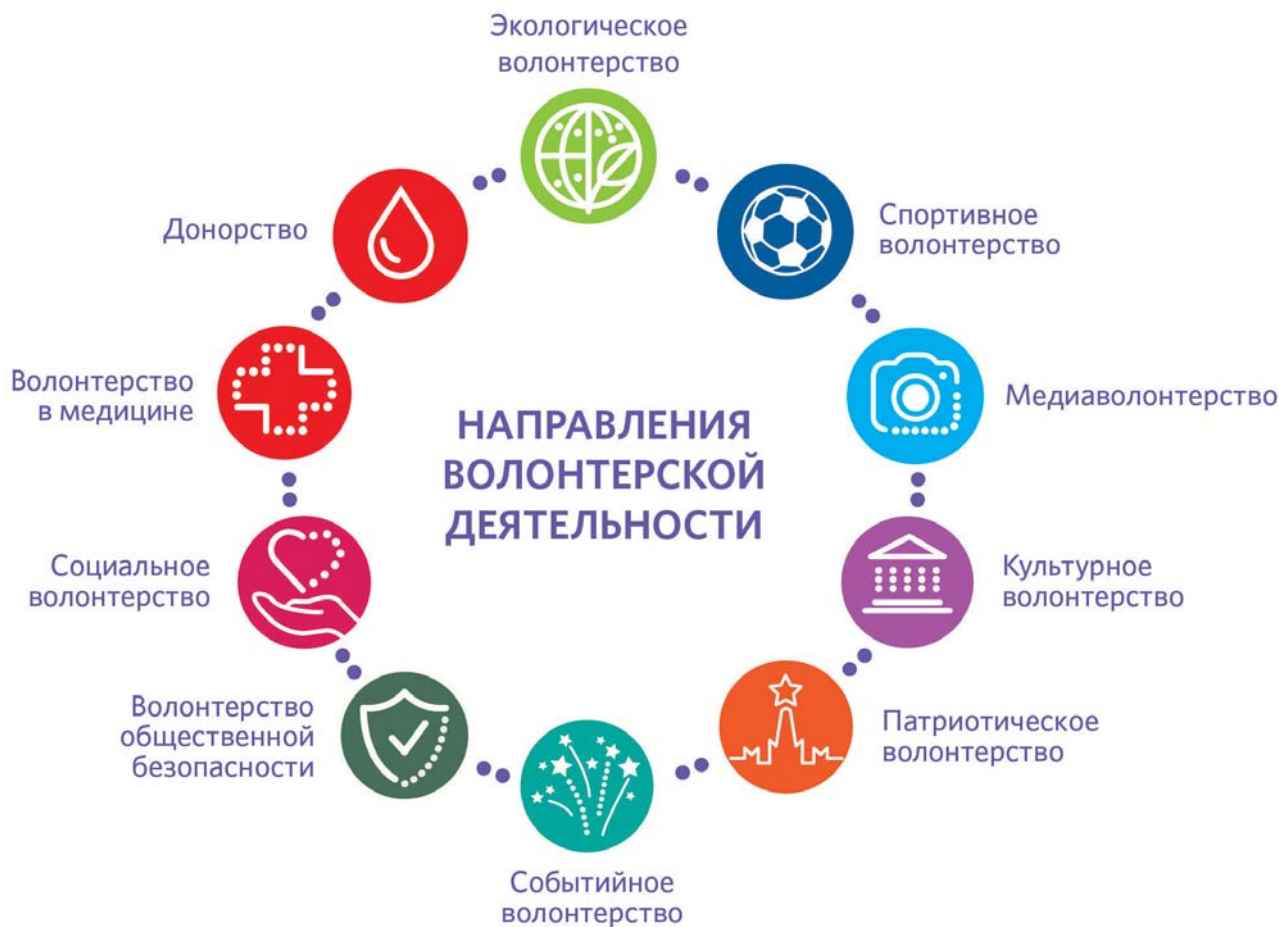 Экологическое
волонтерство
Донорство
Спортивное
волонтерство
Волонтерство
в медицине
Медиаволонтерство
НАПРАВЛЕНИЯ
ВОЛОНТЕРСКОЙ
ДЕЯТЕЛЬНОСТИ
Социальное
волонтерство
Культурное
волонтерство
Волонтерство
общественной
безопасности
Патриотическое
волонтерство
Событийное
волонтерство